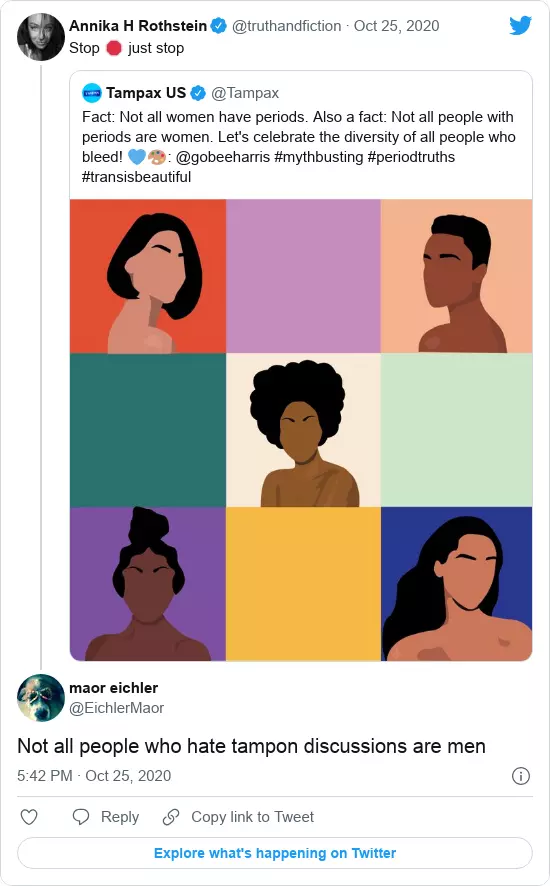 Annika H Rothstein @truthandfiction · Oct 25, 2020
Stop 🛑 just stop
Tampax US @Tampax
Fact: Not all women have periods. Also a fact: Not all people with
periods are women. Let's celebrate the diversity of all people who
bleed! 💙🎨: @gobeeharris #mythbusting #periodtruths
#transisbeautiful
maor eichler
@EichlerMaor
Not all people who hate tampon discussions are men
5:42 PM · Oct 25, 2020
Reply Copy link to Tweet
Explore what's happening on Twitter